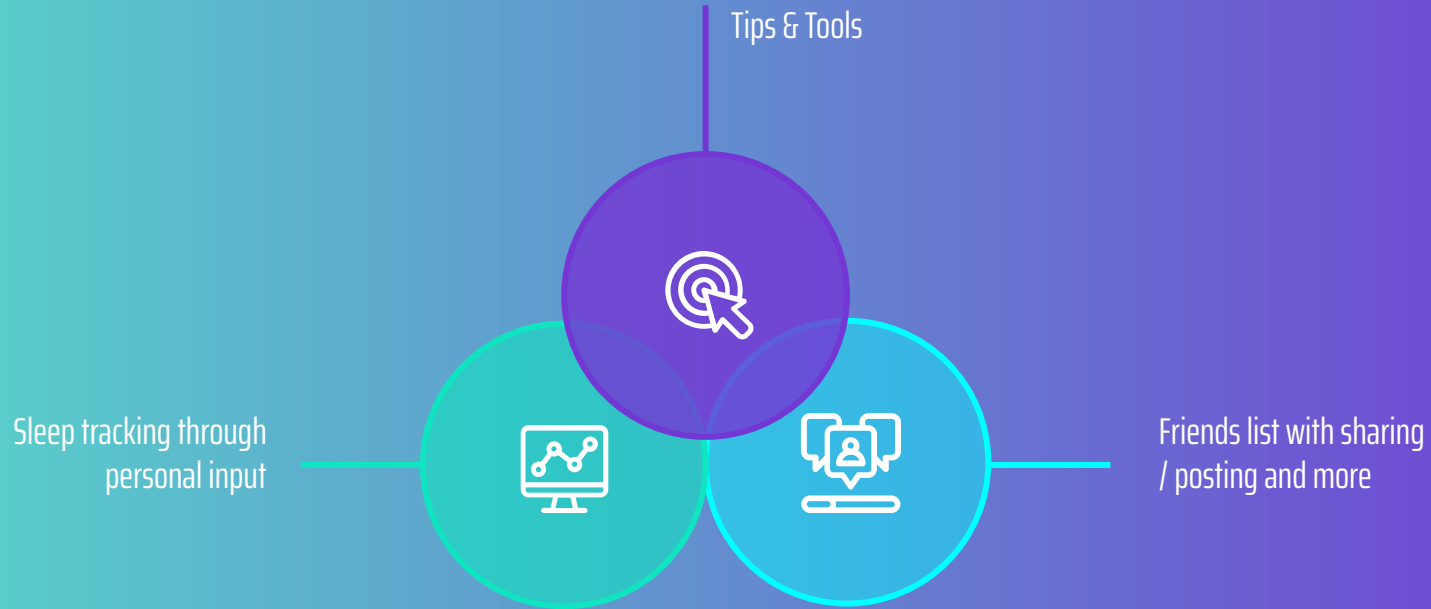 Tips & Tools
Sleep tracking through
personal input
Friends list with sharing
/ posting and more